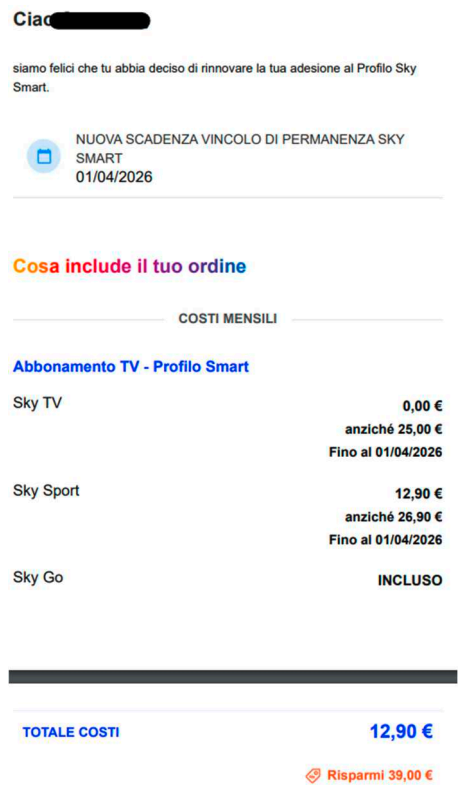 Ciao
siamo felici che tu abbia deciso di rinnovare la tua adesione al Profilo Sky
Smart.
NUOVA SCADENZA VINCOLO DI PERMANENZA SKY
SMART
01/04/2026
Cosa include il tuo ordine
COSTI MENSILI
Abbonamento TV - Profilo Smart
Sky TV
0,00 €
anziché 25,00 €
Fino al 01/04/2026
Sky Sport
12,90 €
anziché 26,90 €
Fino al 01/04/2026
Sky Go
INCLUSO
TOTALE COSTI
12,90 €
Risparmi 39,00 €